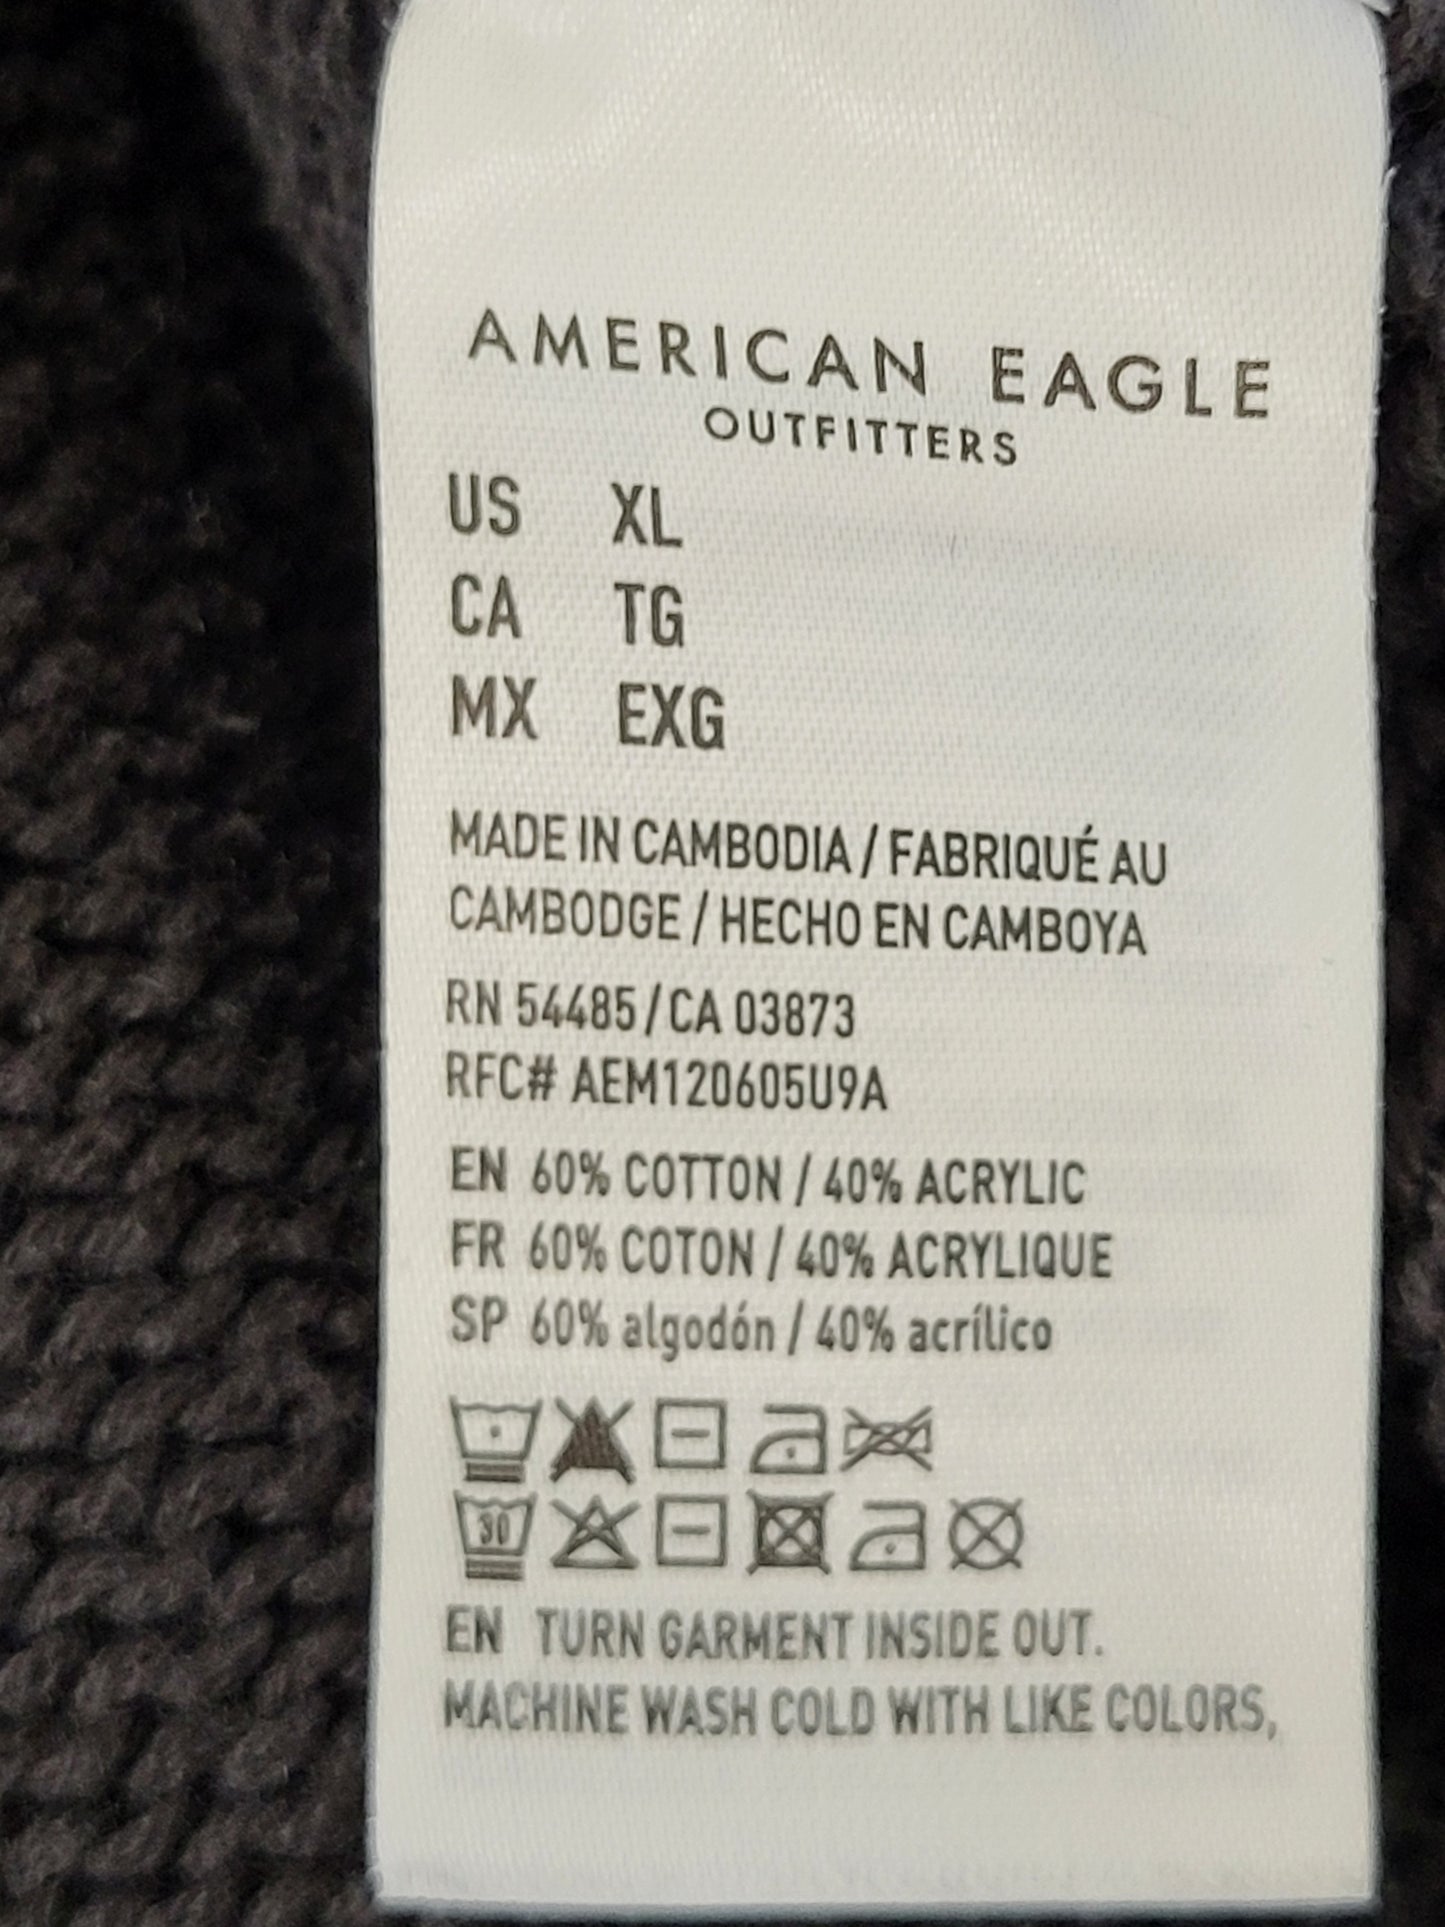 AMERICAN EAGLE
OUTFITTERS
US XL
CA TG
MX EXG
MADE IN CAMBODIA / FABRIQUÉ AU
CAMBODGE / HECHO EN CAMBOYA
RN 54485 / CA 03873
RFC# AEM120605U9A
EN 60% COTTON / 40% ACRYLIC
FR 60% COTON / 40% ACRYLIQUE
SP 60% algodón / 40% acrílico
30
EN TURN GARMENT INSIDE OUT.
MACHINE WASH COLD WITH LIKE COLORS,